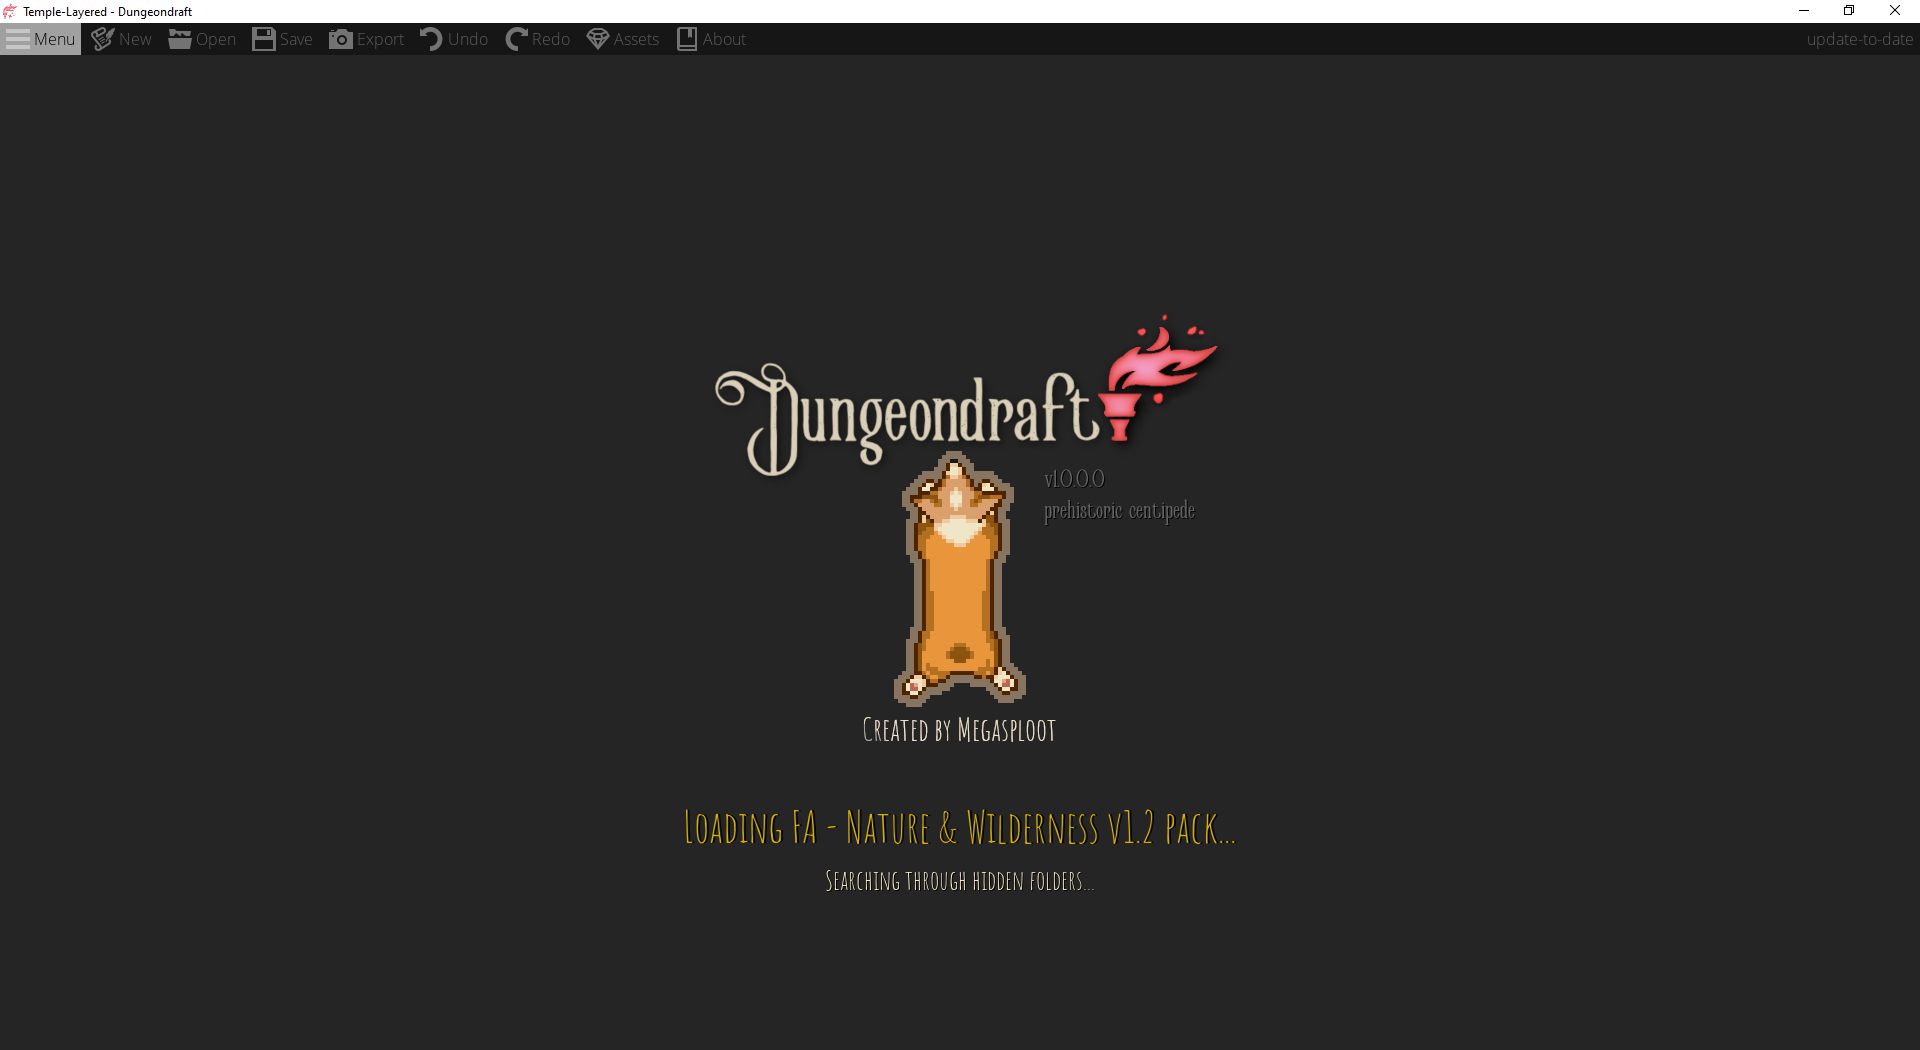 Temple-Layered - Dungeondraft
Menu New Open Save Export Undo Redo Assets About update-to-date
Dungeondraft
v1.0.0.0
prehistoric centipede
Created by Megasploot
Loading FA - Nature & Wilderness v1.2 pack...
Searching through hidden folders...